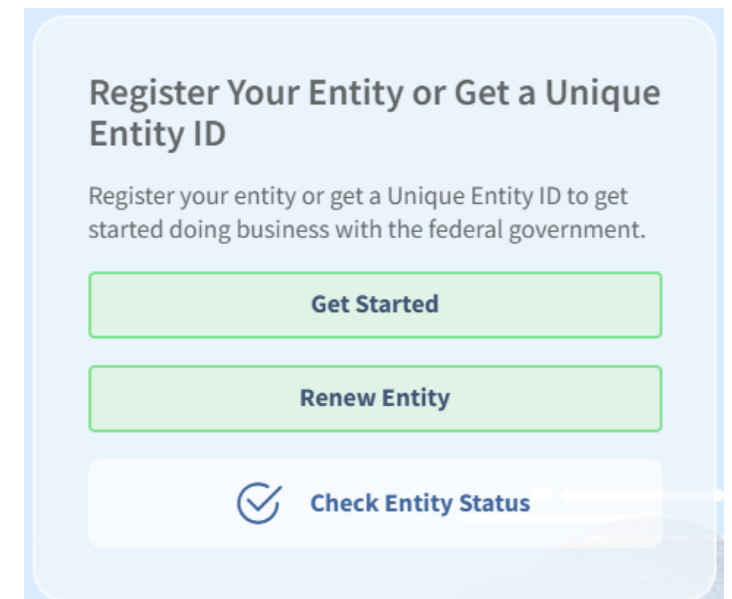 Register Your Entity or Get a Unique
Entity ID
Register your entity or get a Unique Entity ID to get
started doing business with the federal government.
Get Started
Renew Entity
Check Entity Status